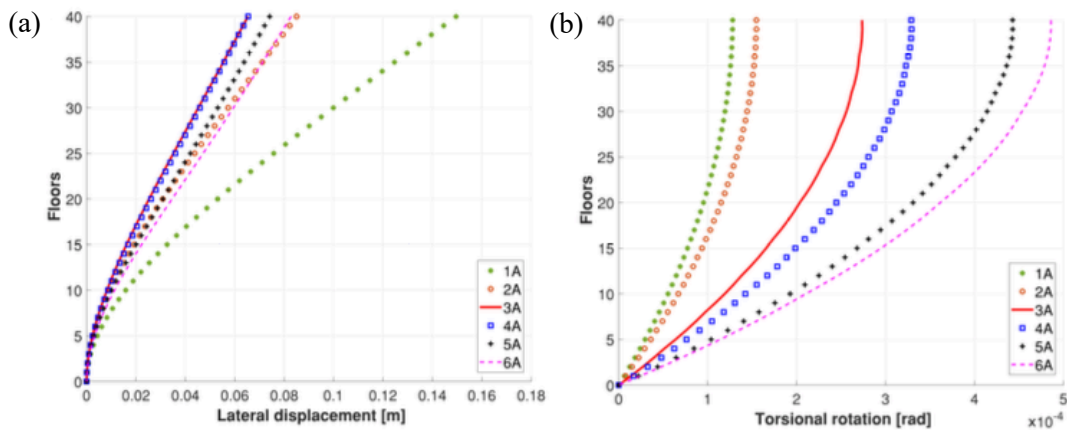 (a)
Floors
40
35
30
25
20
15
10
5
0
0
0.02
0.04
0.06
0.08
0.1
0.12
0.14
0.16
0.18
Lateral displacement [m]
1A
2A
3A
4A
5A
6A
(b)
Floors
40
35
30
25
20
15
10
5
0
0
1
2
3
4
5
×10⁻⁴
Torsional rotation [rad]
1A
2A
3A
4A
5A
6A